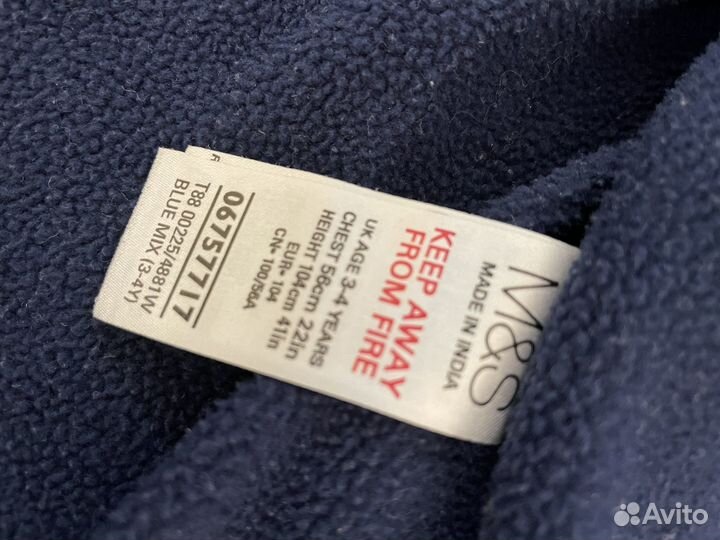 M&S
MADE IN INDIA
KEEP AWAY
FROM FIRE
UK AGE 3-4 YEARS
CHEST 56cm 22in
HEIGHT 104cm 41in
EUR- 104
CN- 100/56A
06757717
T88 00225/4881W
BLUE MIX (3-4Y)
Avito